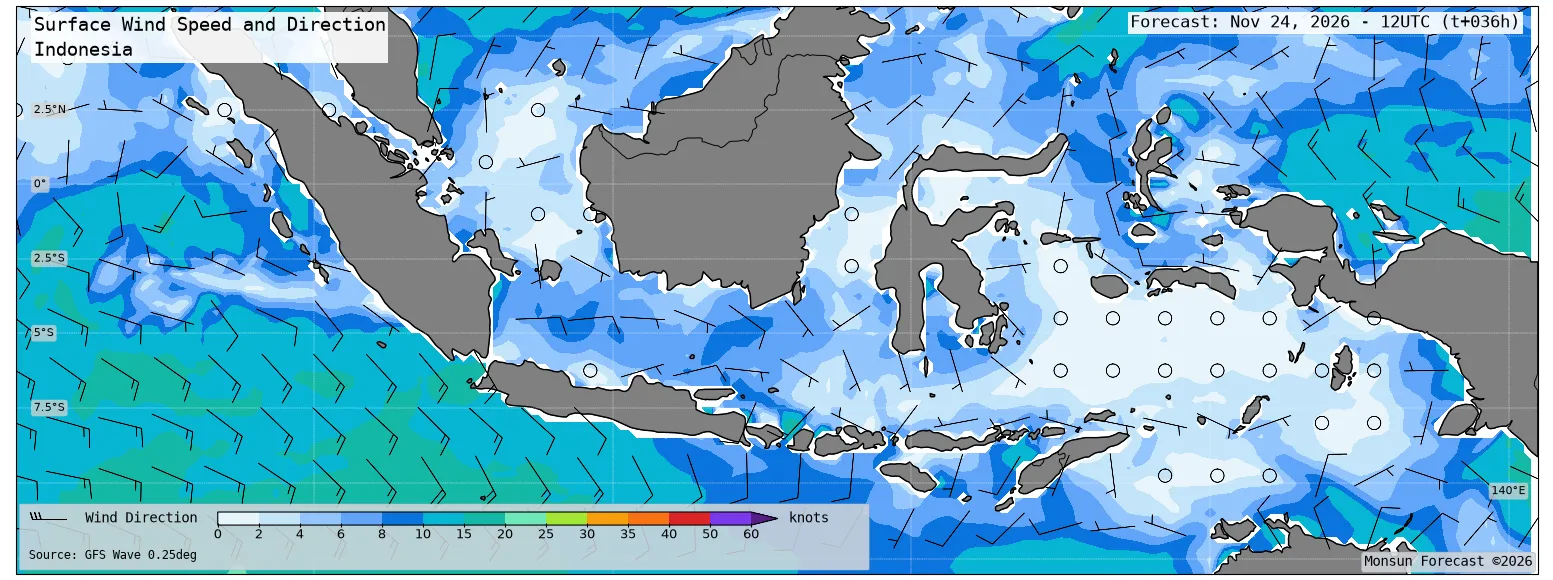 Surface Wind Speed and Direction
Indonesia
Forecast: Nov 24, 2026 - 12UTC (t+036h)
2.5°N
0°
2.5°S
5°S
7.5°S
140°E
Wind Direction
knots
0 2 4 6 8 10 15 20 25 30 35 40 50 60
Source: GFS Wave 0.25deg
Monsun Forecast ©2026